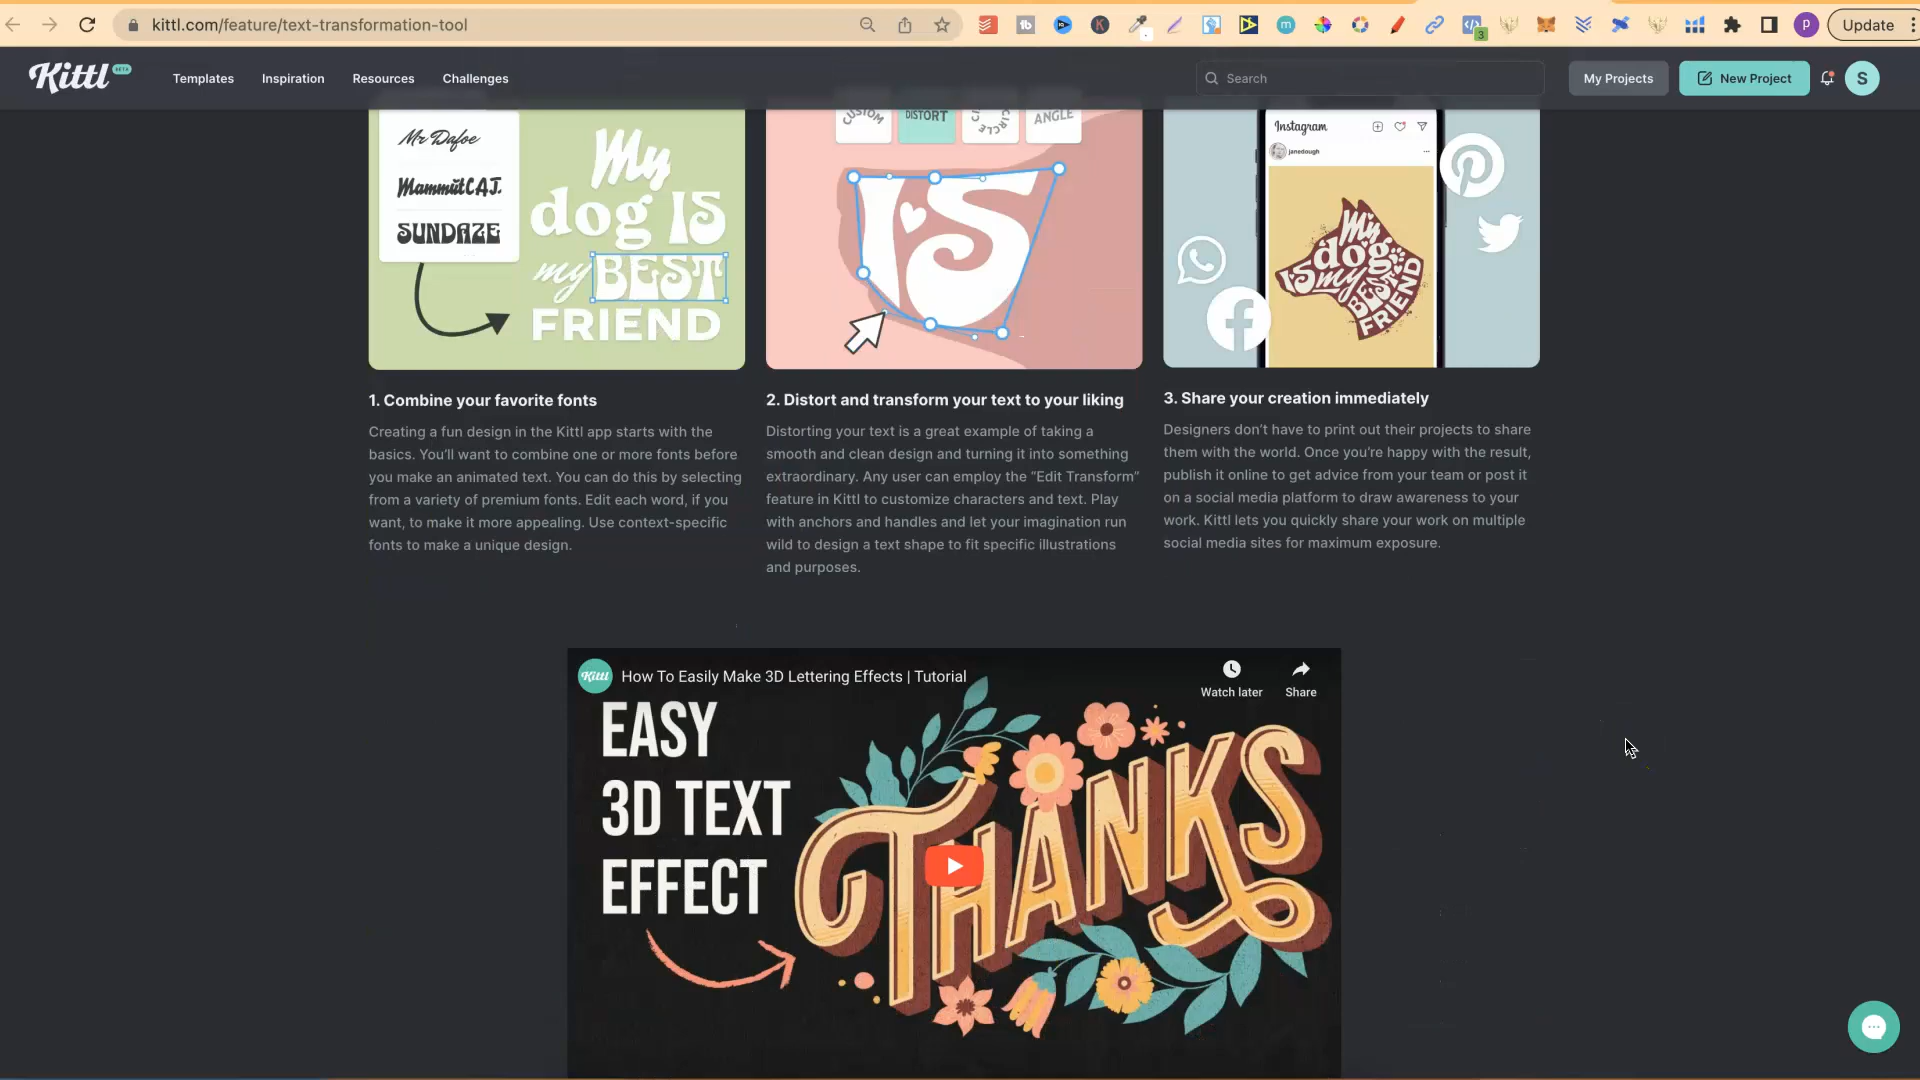 kittl.com/feature/text-transformation-tool
3
P
Update
Kittl BETA
Templates
Inspiration
Resources
Challenges
Search
My Projects
New Project
S
Mr Dafoe
MammutCAT.
SUNDAZE
My
dog IS
my BEST
FRIEND
CUSTOM
DISTORT
CIRCLE
ANGLE
IS
Instagram
janedough
My
dog
IS my BEST
FRIEND
1. Combine your favorite fonts
Creating a fun design in the Kittl app starts with the
basics. You'll want to combine one or more fonts before
you make an animated text. You can do this by selecting
from a variety of premium fonts. Edit each word, if you
want, to make it more appealing. Use context-specific
fonts to make a unique design.
2. Distort and transform your text to your liking
Distorting your text is a great example of taking a
smooth and clean design and turning it into something
extraordinary. Any user can employ the “Edit Transform”
feature in Kittl to customize characters and text. Play
with anchors and handles and let your imagination run
wild to design a text shape to fit specific illustrations
and purposes.
3. Share your creation immediately
Designers don’t have to print out their projects to share
them with the world. Once you’re happy with the result,
publish it online to get advice from your team or post it
on a social media platform to draw awareness to your
work. Kittl lets you quickly share your work on multiple
social media sites for maximum exposure.
Kittl
How To Easily Make 3D Lettering Effects | Tutorial
Watch later
Share
EASY
3D TEXT
EFFECT
THANKS